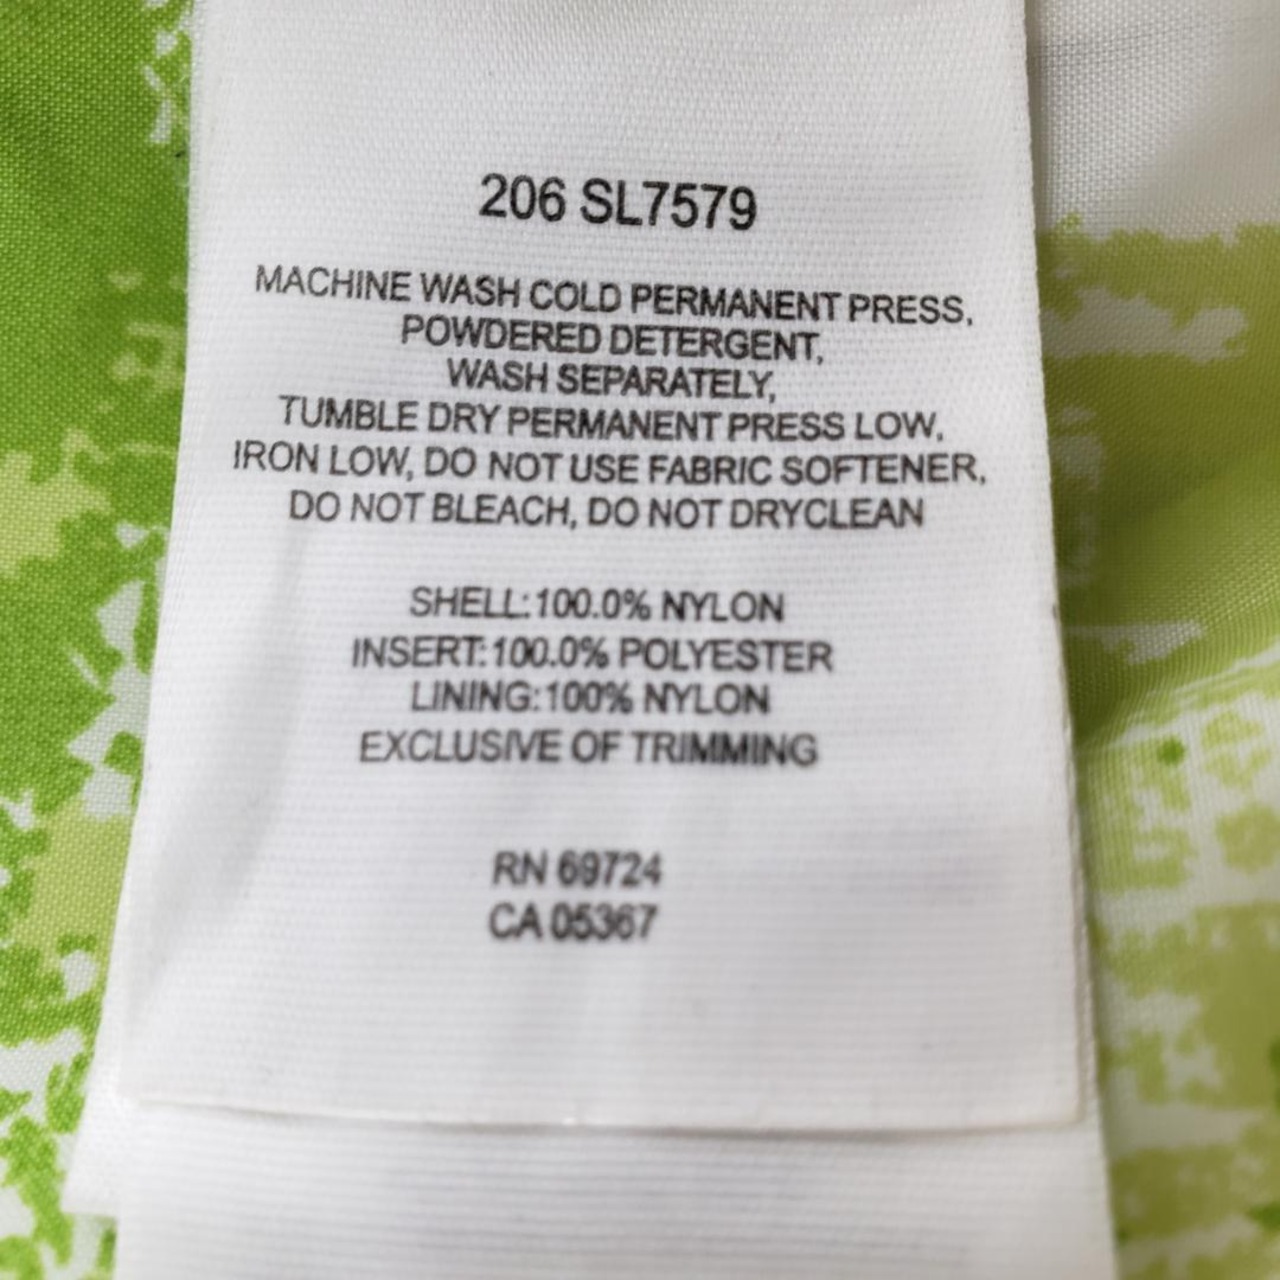 206 SL7579
MACHINE WASH COLD PERMANENT PRESS,
POWDERED DETERGENT,
WASH SEPARATELY,
TUMBLE DRY PERMANENT PRESS LOW,
IRON LOW, DO NOT USE FABRIC SOFTENER,
DO NOT BLEACH, DO NOT DRYCLEAN
SHELL:100.0% NYLON
INSERT:100.0% POLYESTER
LINING:100% NYLON
EXCLUSIVE OF TRIMMING
RN 69724
CA 05367